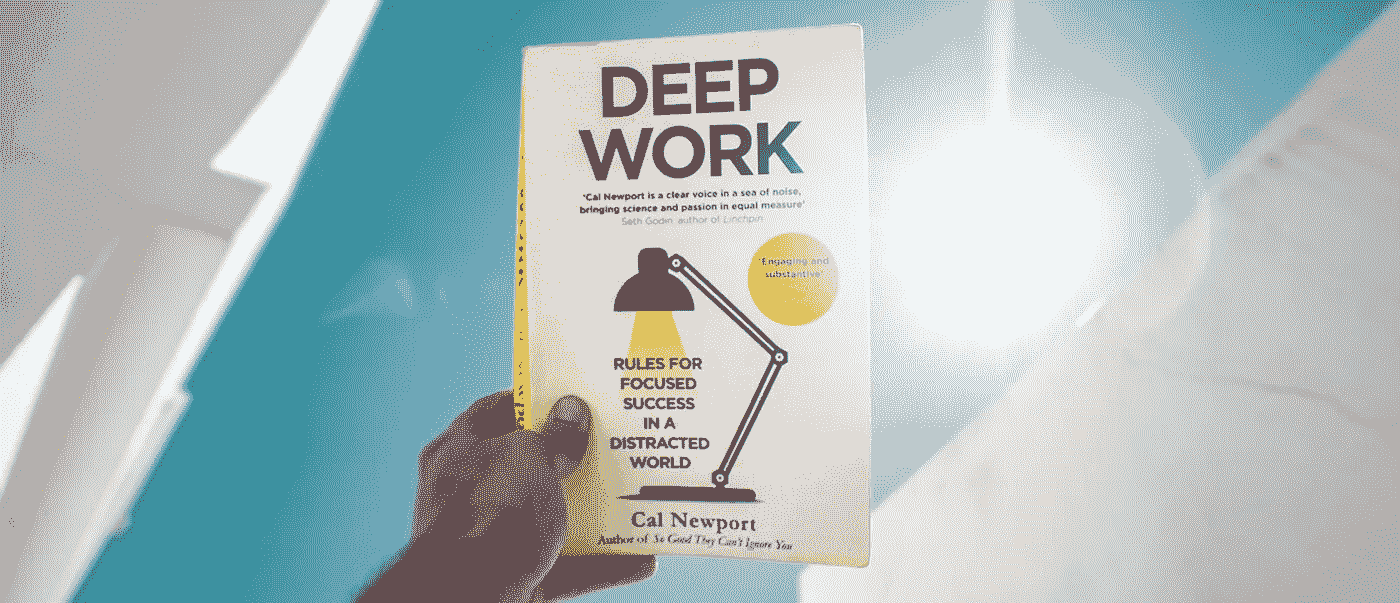 DEEP
WORK
'Cal Newport is a clear voice in a sea of noise,
bringing science and passion in equal measure'
Seth Godin, author of Linchpin
'Engaging and
substantive'
RULES FOR
FOCUSED
SUCCESS
IN A
DISTRACTED
WORLD
Cal Newport
Author of So Good They Can't Ignore You